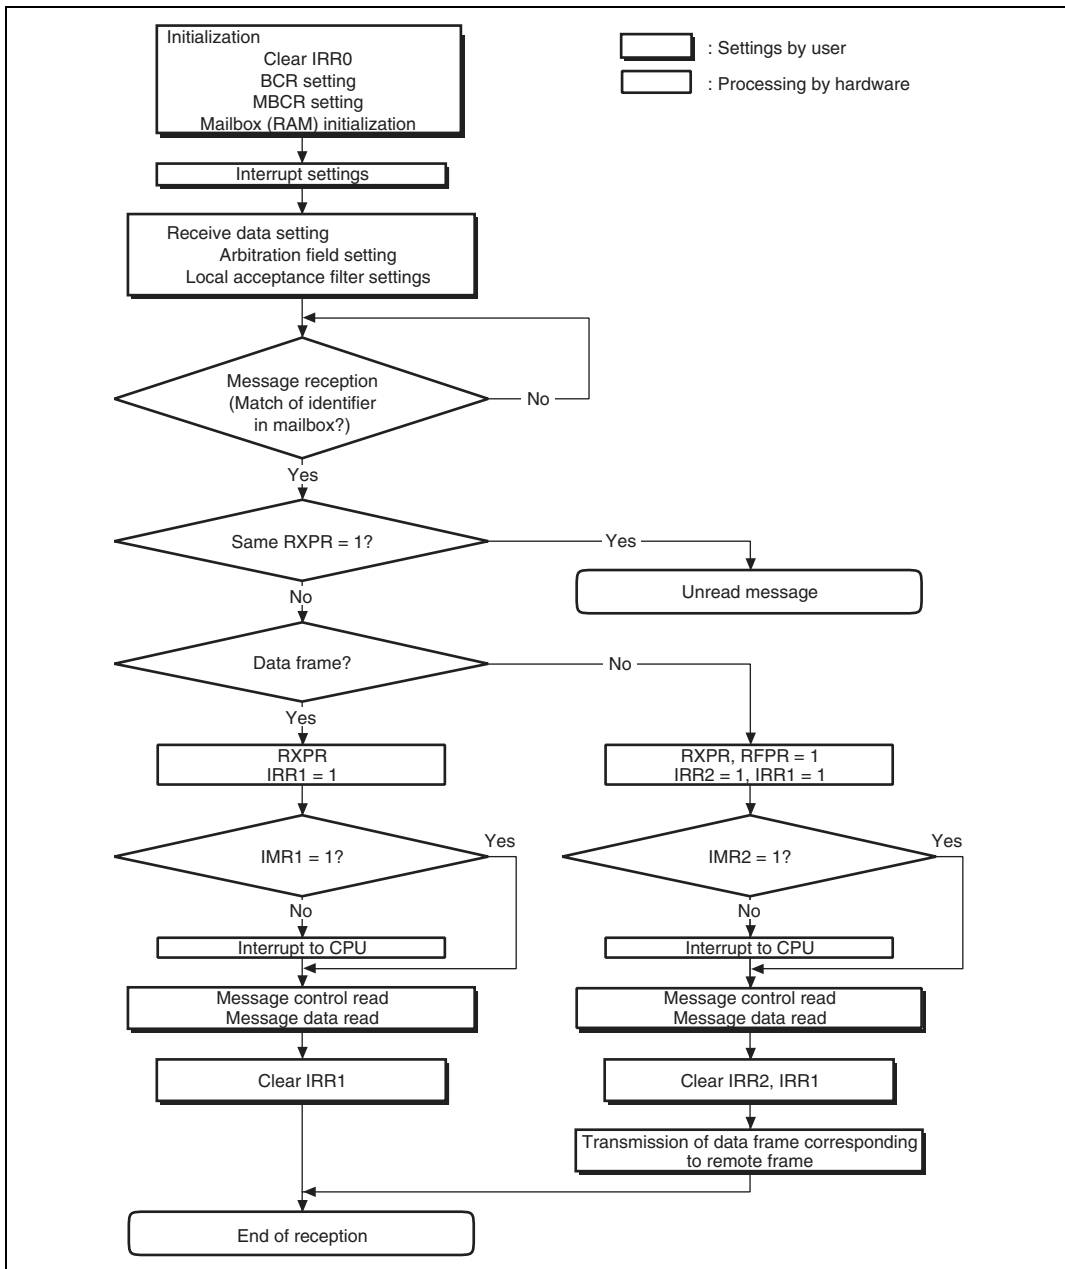 Initialization
Clear IRR0
BCR setting
MBCR setting
Mailbox (RAM) initialization
: Settings by user
: Processing by hardware
Interrupt settings
Receive data setting
Arbitration field setting
Local acceptance filter settings
Message reception
(Match of identifier
in mailbox?)
No
Yes
Same RXPR = 1?
Yes
Unread message
No
Data frame?
No
Yes
RXPR
IRR1 = 1
RXPR, RFPR = 1
IRR2 = 1, IRR1 = 1
IMR1 = 1?
Yes
IMR2 = 1?
Yes
No
No
Interrupt to CPU
Interrupt to CPU
Message control read
Message data read
Message control read
Message data read
Clear IRR1
Clear IRR2, IRR1
Transmission of data frame corresponding
to remote frame
End of reception